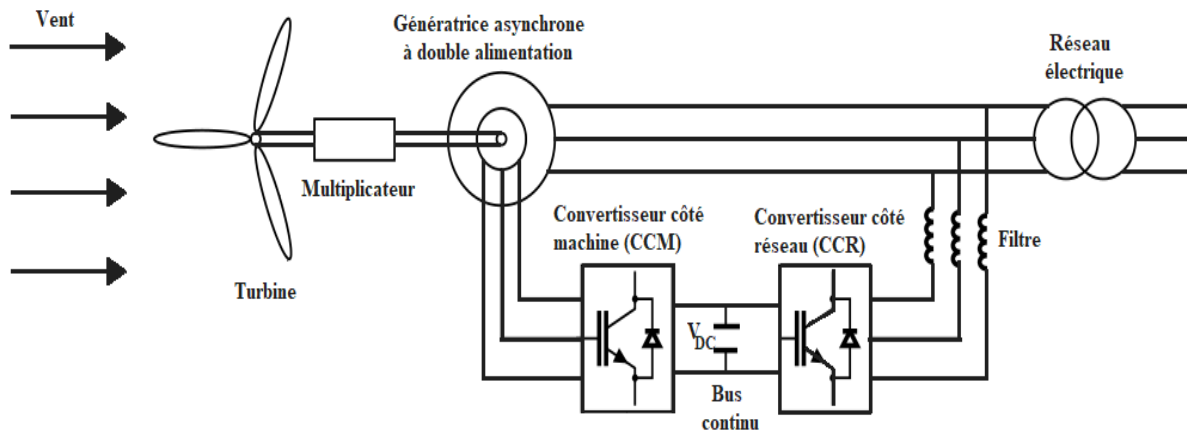 Vent
Génératrice asynchrone
à double alimentation
Réseau
électrique
Multiplicateur
Turbine
Convertisseur côté
machine (CCM)
Convertisseur côté
réseau (CCR)
Filtre
VDC
Bus
continu